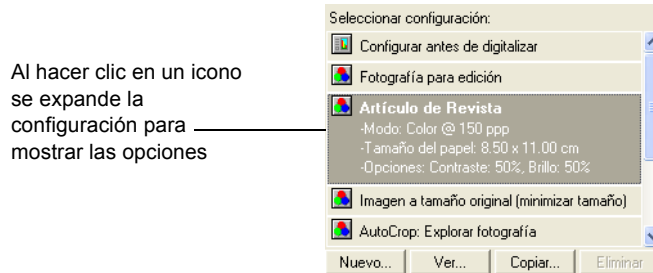 Al hacer clic en un icono
se expande la
configuración para
mostrar las opciones
Seleccionar configuración:
Configurar antes de digitalizar
Fotografía para edición
Artículo de Revista
-Modo: Color @ 150 ppp
-Tamaño del papel: 8.50 x 11.00 cm
-Opciones: Contraste: 50%, Brillo: 50%
Imagen a tamaño original (minimizar tamaño)
AutoCrop: Explorar fotografía
Nuevo... Ver... Copiar... Eliminar